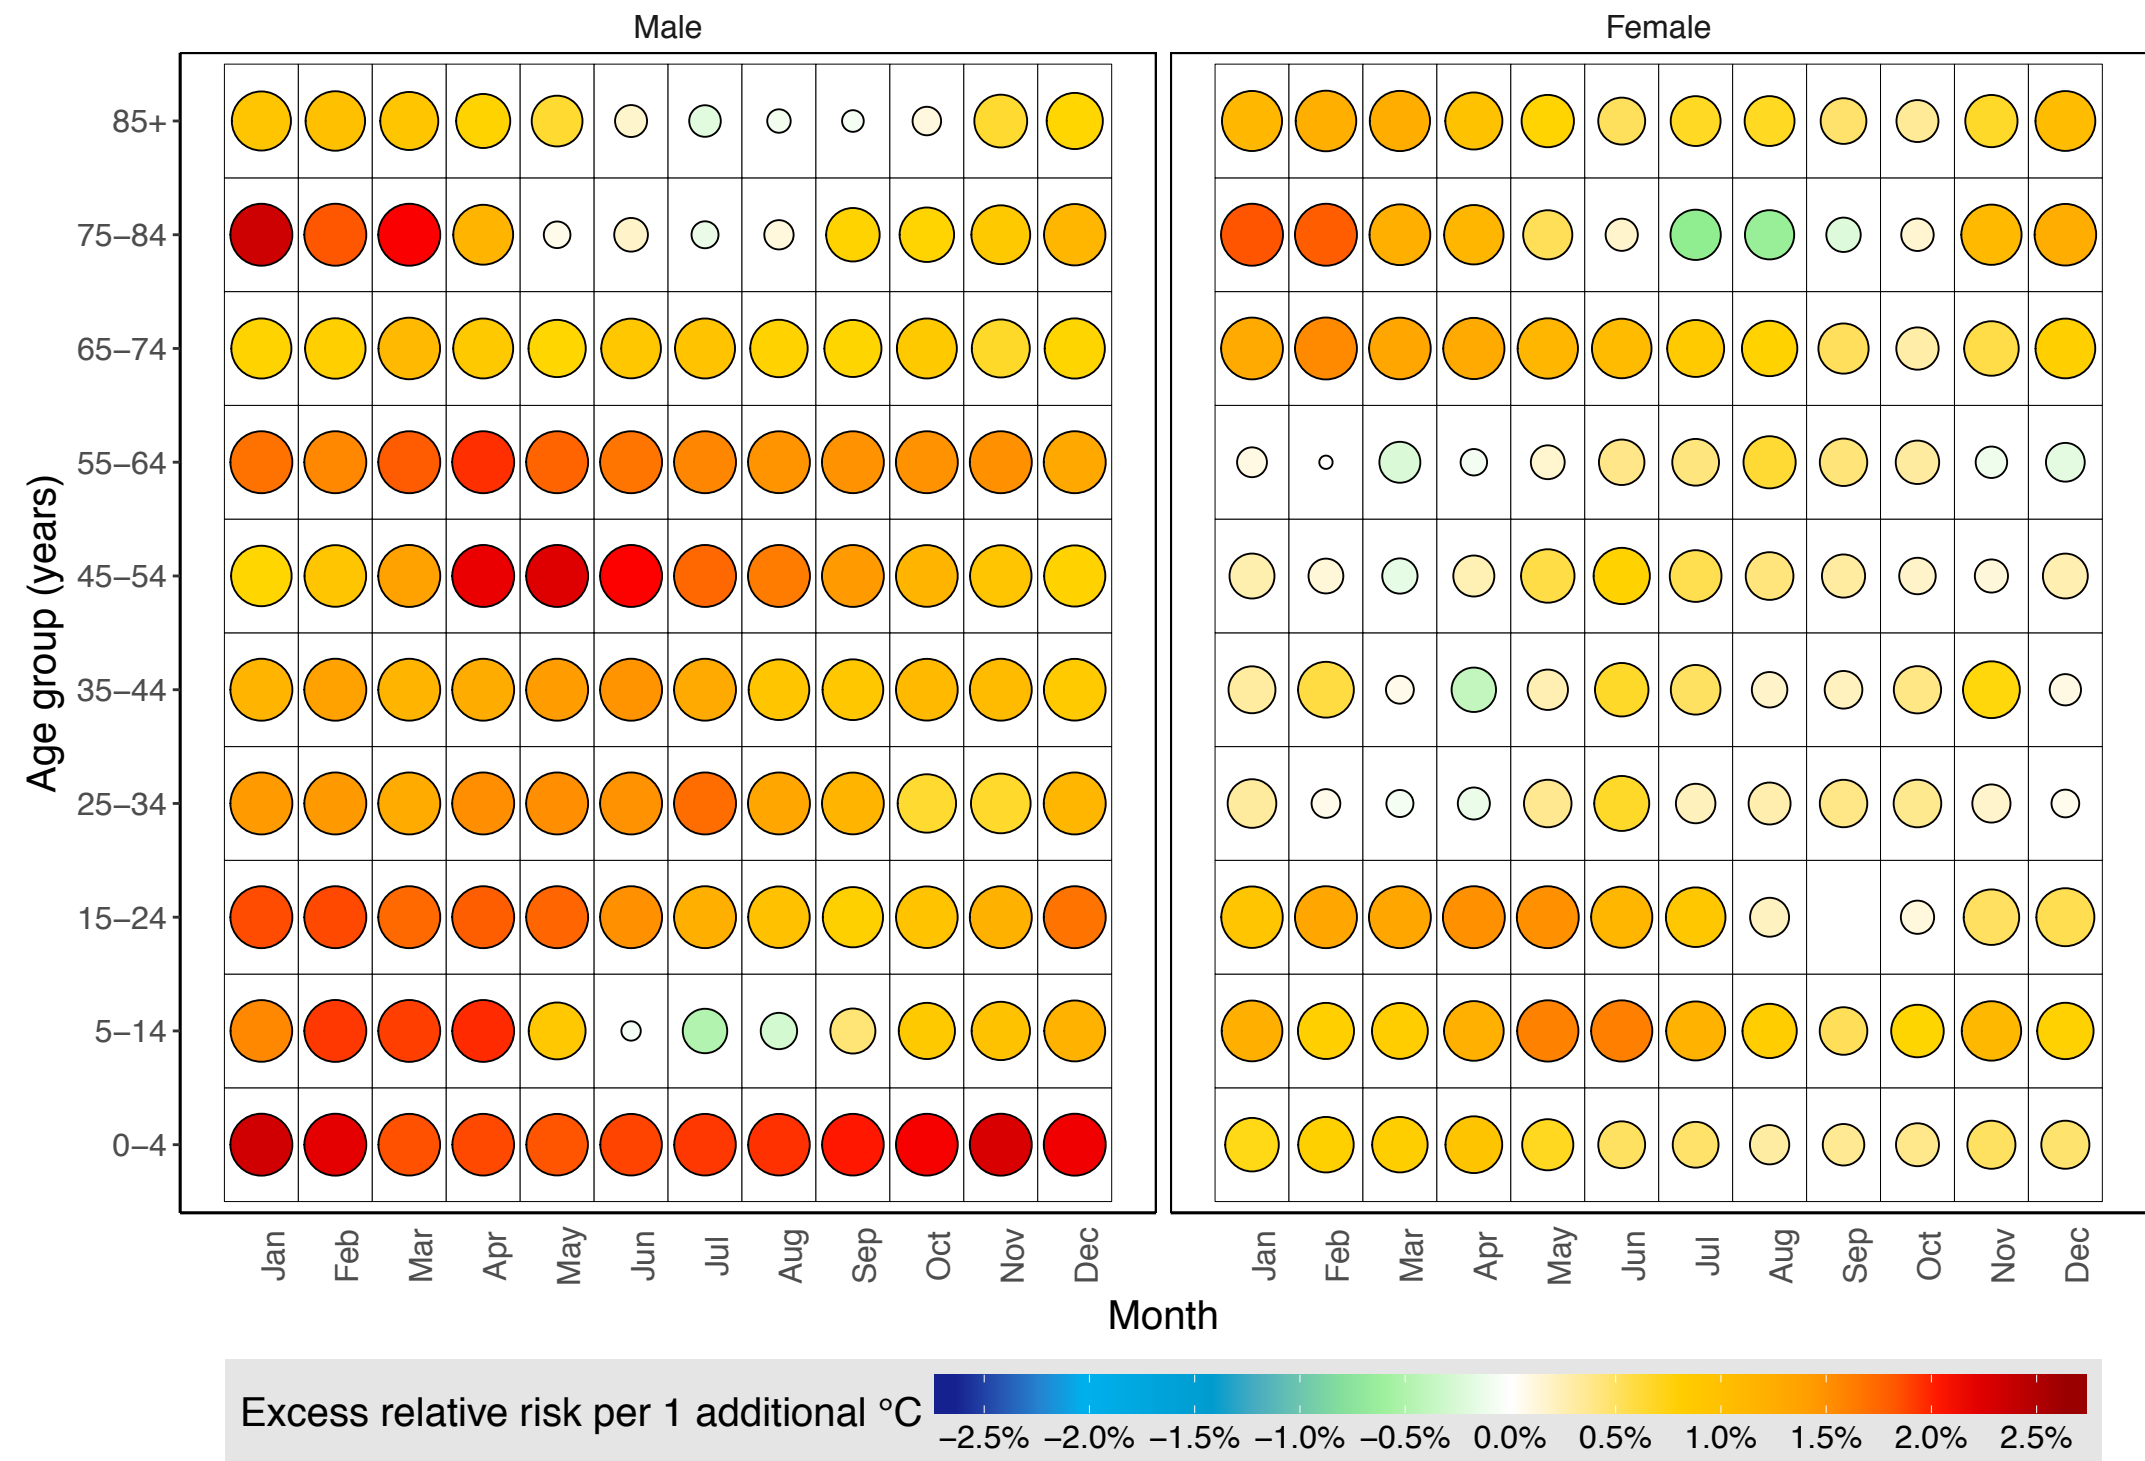 Male Female
85+
75–84
65–74
55–64
45–54
35–44
25–34
15–24
5–14
0–4
Age group (years)
Jan Feb Mar Apr May Jun Jul Aug Sep Oct Nov Dec Jan Feb Mar Apr May Jun Jul Aug Sep Oct Nov Dec
Month
Excess relative risk per 1 additional °C
−2.5% −2.0% −1.5% −1.0% −0.5% 0.0% 0.5% 1.0% 1.5% 2.0% 2.5%